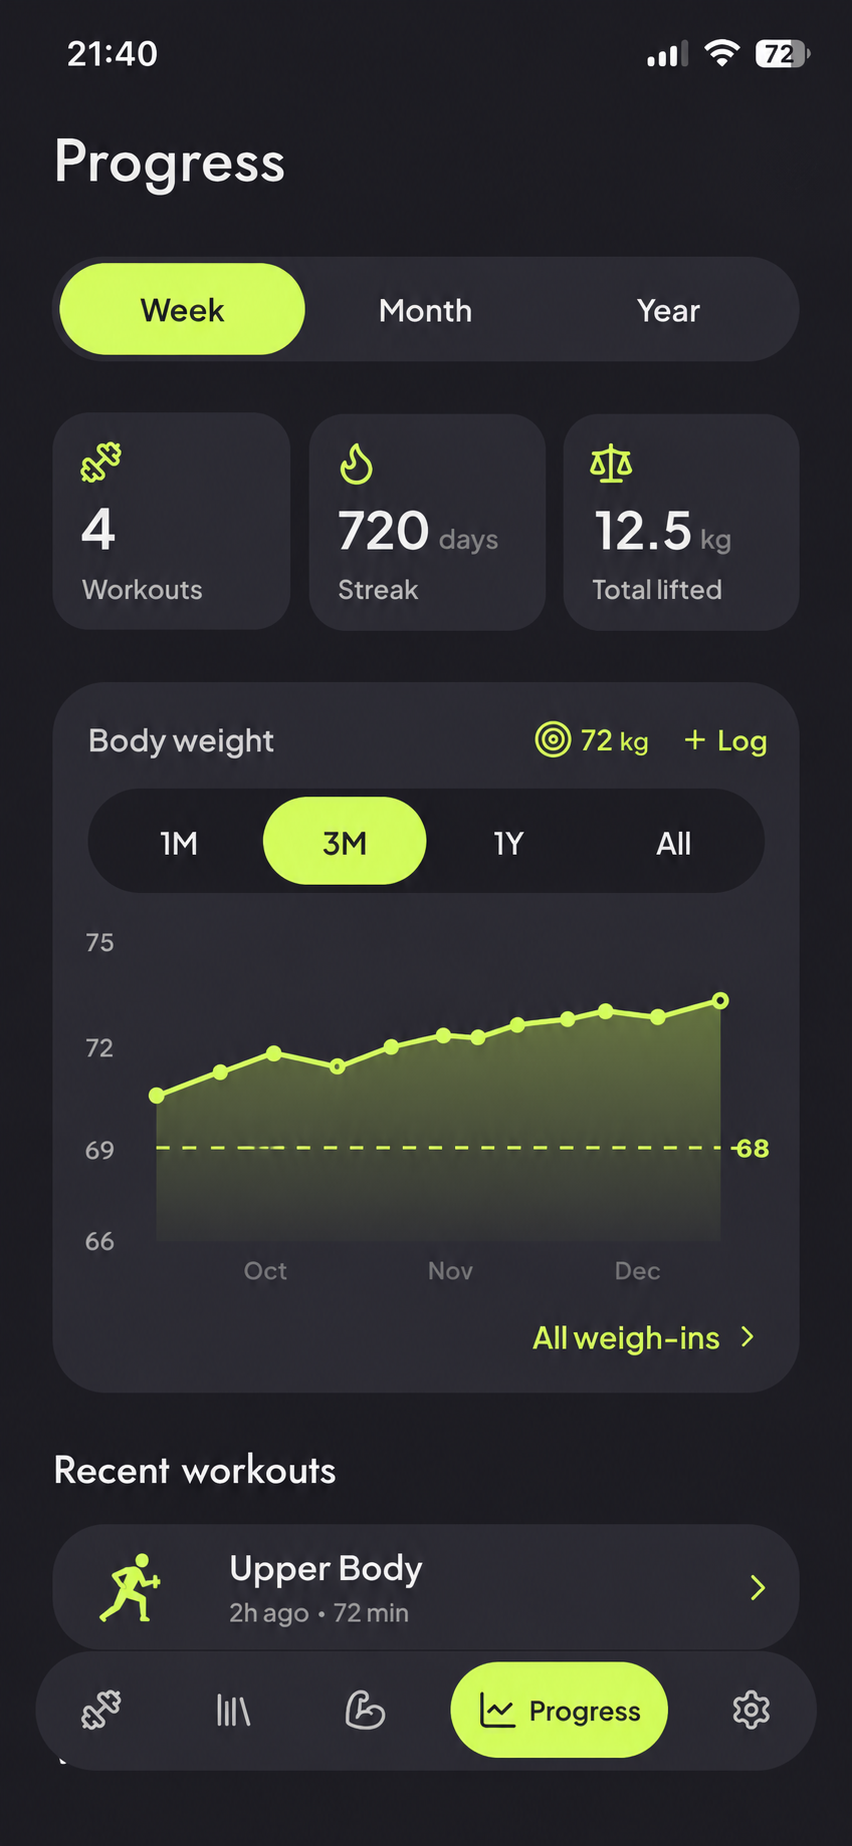 21:40
72
Progress
Week Month Year
4
Workouts
720 days
Streak
12.5 kg
Total lifted
Body weight 72 kg + Log
1M 3M 1Y All
75
72
69
68
66
Oct Nov Dec
All weigh-ins
Recent workouts
Upper Body
2h ago • 72 min
Progress